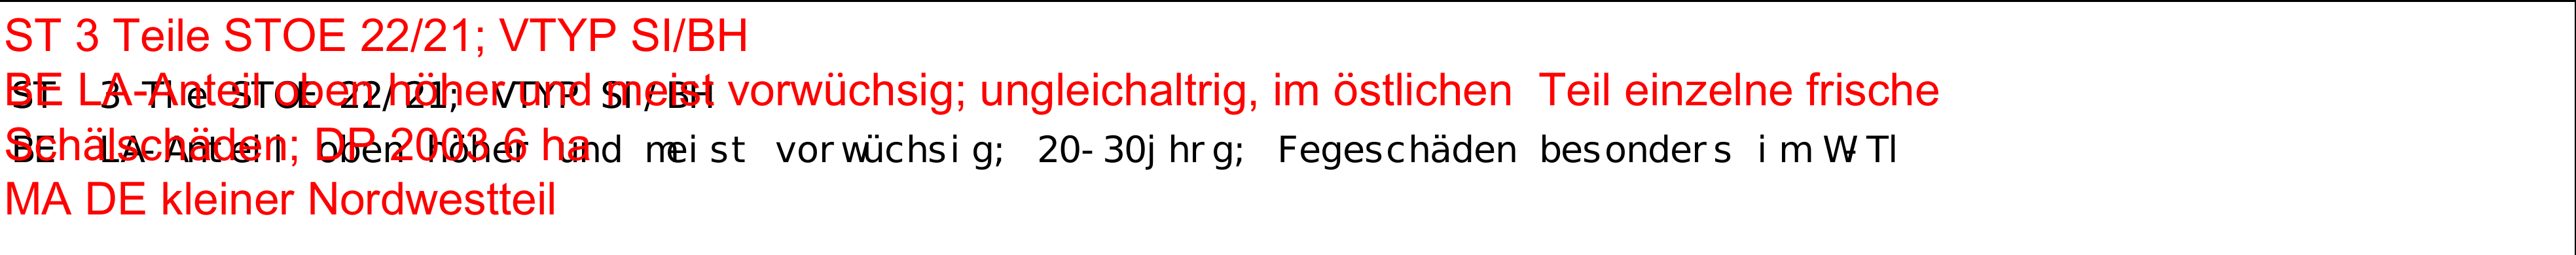 ST 3 Teile STOE 22/21; VTYP SI/BH
BE LA-Anteil oben höher und meist vorwüchsig; ungleichaltrig, im östlichen Teil einzelne frische
ST 3 Tle STOE 22/21; VTYP SI/BH
Schälschäden; DP 2003 6 ha
BE LA-Anteil oben höher und meist vorwüchsig; 20-30jhrg; Fegeschäden besonders im W-Tl
MA DE kleiner Nordwestteil